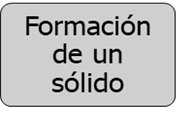 Formación
de un
sólido